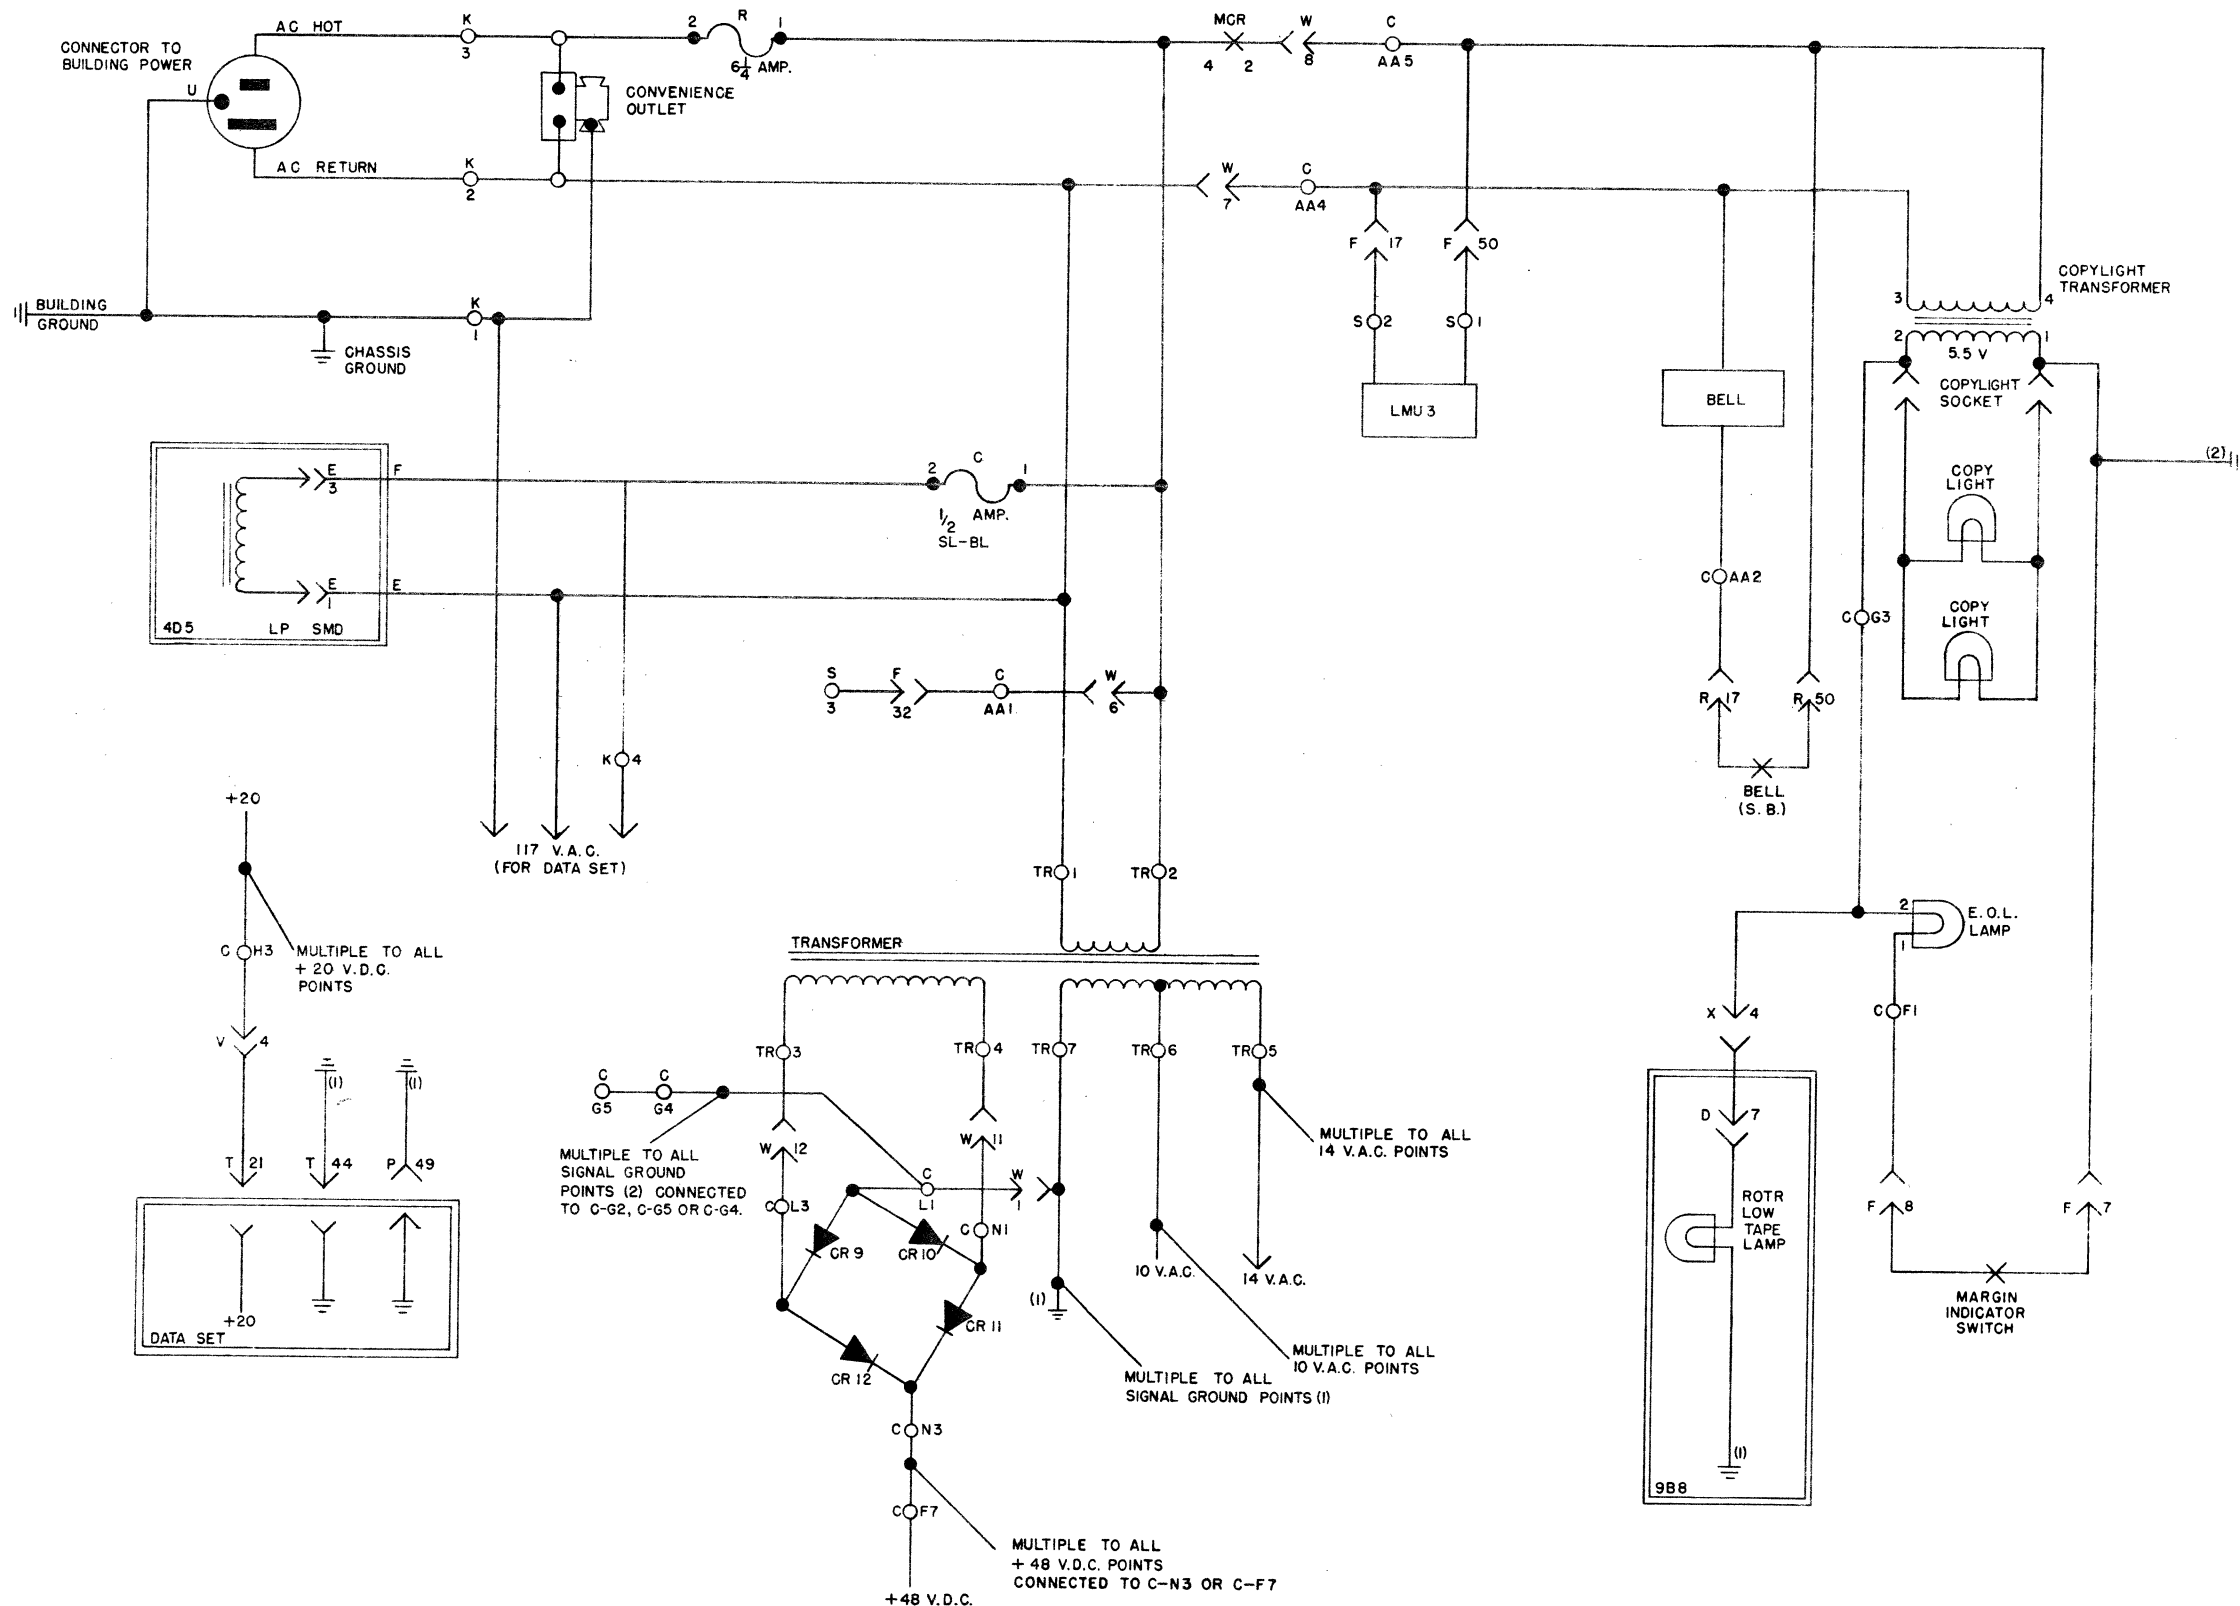 AC HOT
K
3
2
R
1
6 1/4 AMP.
MCR
4
2
W
8
C
AA5
CONNECTOR TO
BUILDING POWER
U
CONVENIENCE
OUTLET
AC RETURN
K
2
W
7
C
AA4
F 17
F 50
S 2
S 1
LMU 3
BUILDING
GROUND
K
1
CHASSIS
GROUND
COPYLIGHT
TRANSFORMER
3
4
2
1
5.5 V
COPYLIGHT
SOCKET
BELL
COPY
LIGHT
COPY
LIGHT
(2)
E
3
F
E
1
E
4D5
LP SMD
2
C
1
1/2 AMP.
SL-BL
C AA2
C G3
R 17
R 50
BELL
(S.B.)
S
3
F
32
C
AA1
W
6
K 4
117 V.A.C.
(FOR DATA SET)
+20
C H3
MULTIPLE TO ALL
+ 20 V.D.C.
POINTS
V 4
(1)
(1)
T 21
T 44
P 49
+20
DATA SET
TR 1
TR 2
TRANSFORMER
TR 3
TR 4
TR 7
TR 6
TR 5
C
G5
C
G4
MULTIPLE TO ALL
SIGNAL GROUND
POINTS (2) CONNECTED
TO C-G2, C-G5 OR C-G4.
W 12
W 11
C L3
C
L1
W
1
C N1
CR 9
CR 10
CR 11
CR 12
MULTIPLE TO ALL
14 V.A.C. POINTS
10 V.A.C.
14 V.A.C.
(1)
MULTIPLE TO ALL
10 V.A.C. POINTS
MULTIPLE TO ALL
SIGNAL GROUND POINTS (1)
C N3
C F7
MULTIPLE TO ALL
+ 48 V.D.C. POINTS
CONNECTED TO C-N3 OR C-F7
+48 V.D.C.
2
1
E.O.L.
LAMP
X 4
C F1
D 7
ROTR
LOW
TAPE
LAMP
(1)
9B8
F 8
F 7
MARGIN
INDICATOR
SWITCH